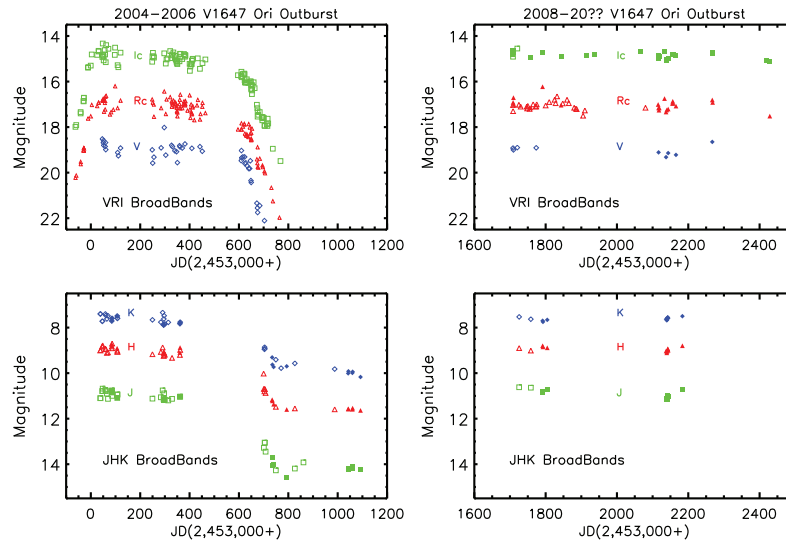 2004-2006 V1647 Ori Outburst
14
16
18
20
22
Magnitude
Ic
Rc
V
VRI BroadBands
0 200 400 600 800
JD(2,453,000+)
2008-20?? V1647 Ori Outburst
14
16
18
20
22
Magnitude
Ic
Rc
V
VRI BroadBands
1600 1800 2000 2200 2400
JD(2,453,000+)
8
10
12
14
Magnitude
K
H
J
JHK BroadBands
0 200 400 600 800 1000 1200
JD(2,453,000+)
8
10
12
14
Magnitude
K
H
J
JHK BroadBands
1600 1800 2000 2200 2400
JD(2,453,000+)